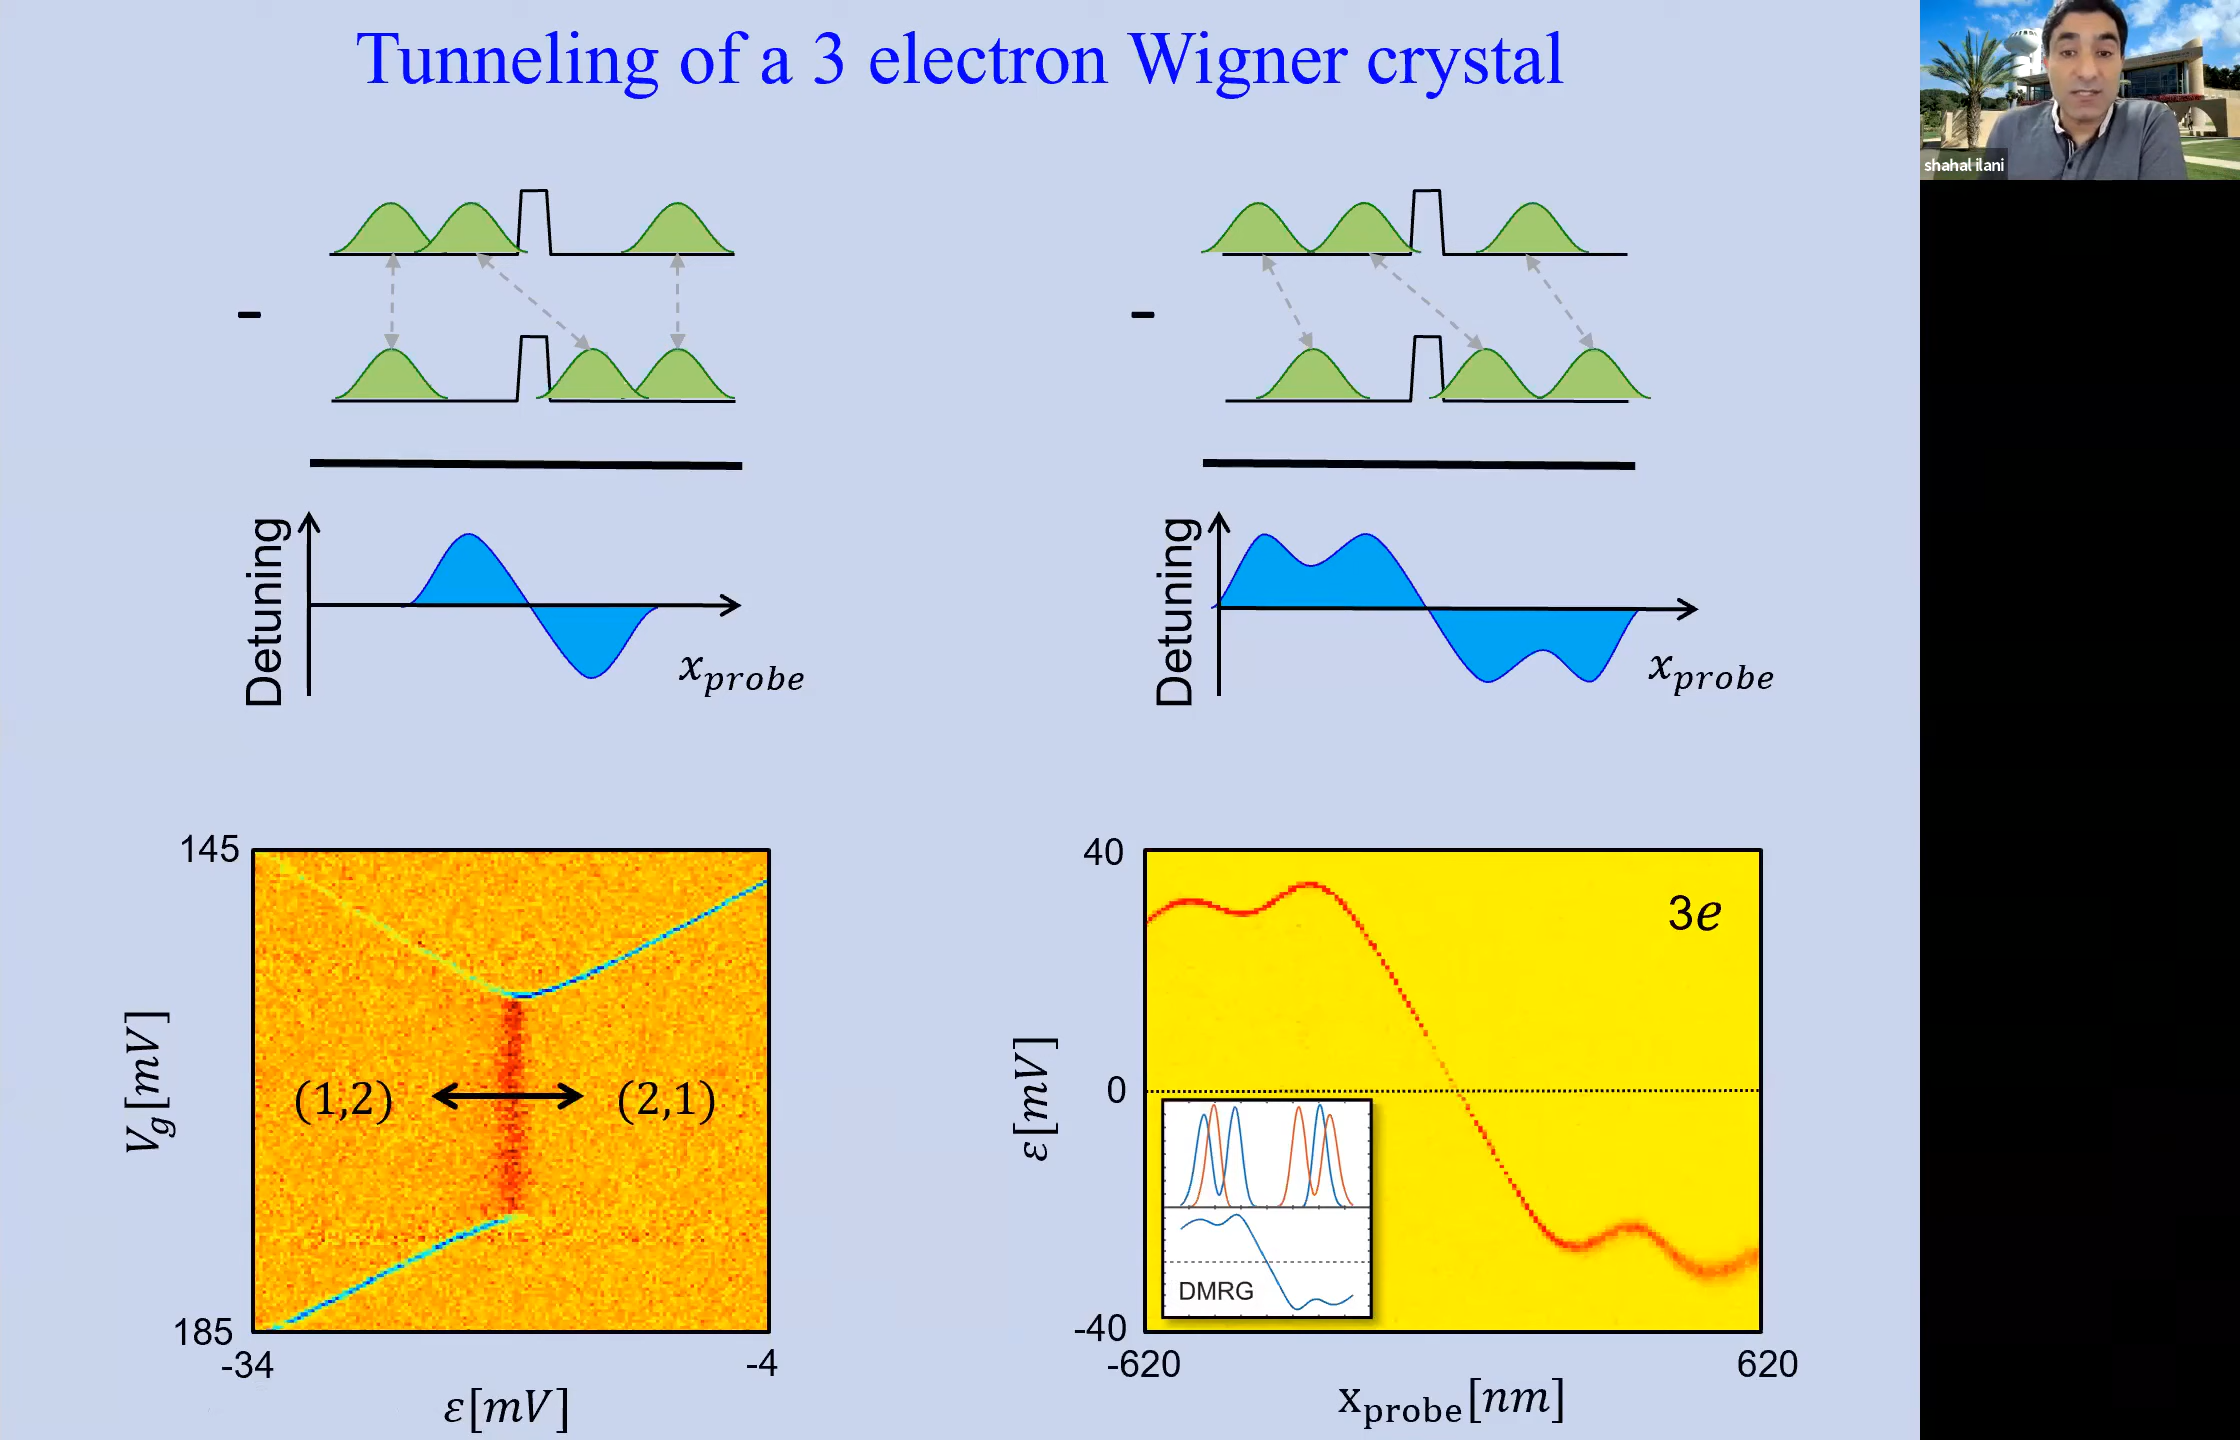 Tunneling of a 3 electron Wigner crystal
shahal ilani
-
-
Detuning
x_probe
Detuning
x_probe
145
185
V_g[mV]
(1,2)
(2,1)
-34
-4
ε[mV]
40
0
-40
ε[mV]
3e
DMRG
-620
620
x_probe[nm]